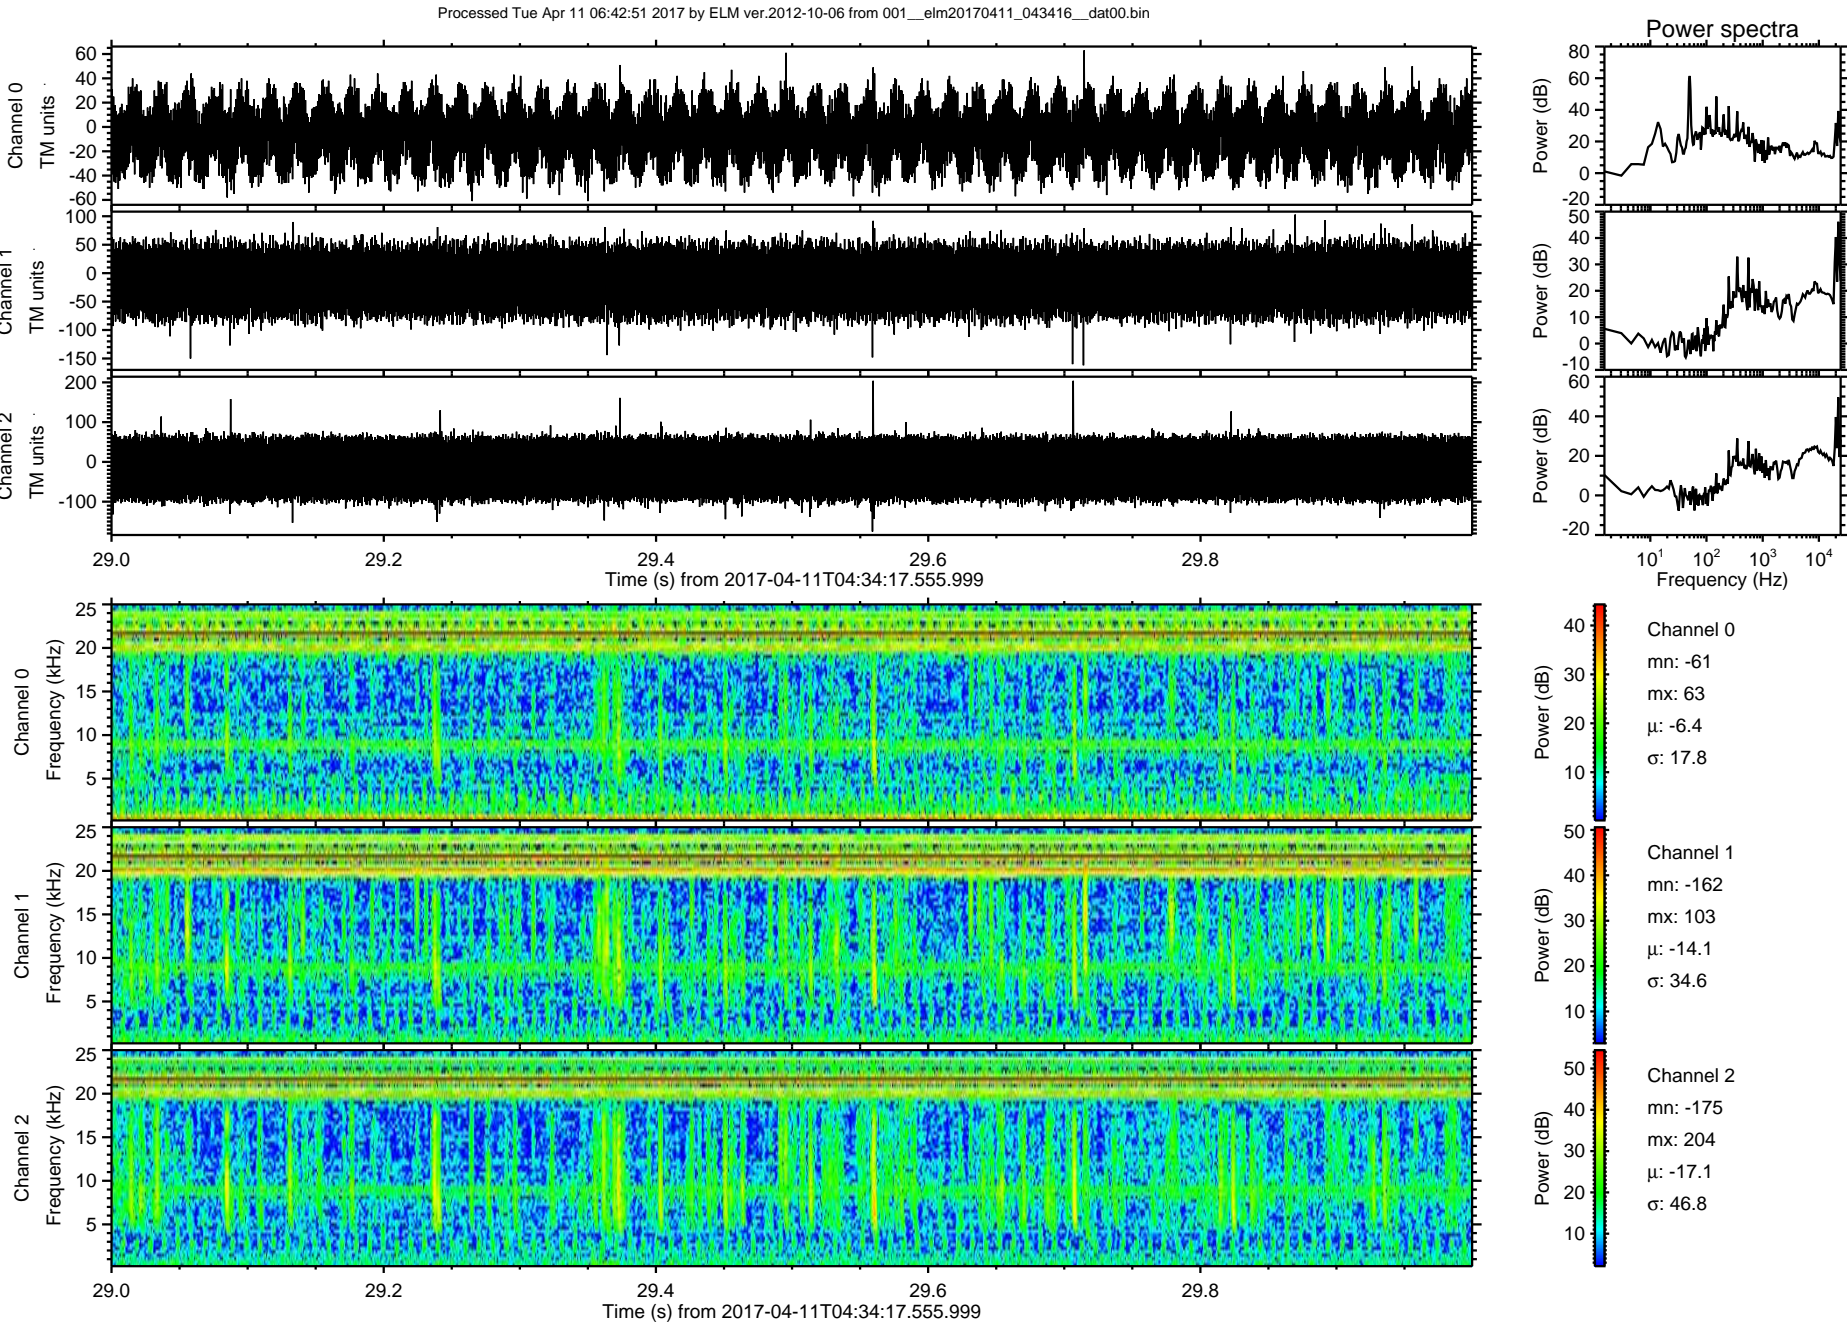 Processed Tue Apr 11 06:42:51 2017 by ELM ver.2012-10-06 from 001__elm20170411_043416__dat00.bin
Power spectra
Channel 0
TM units
60
40
20
0
-20
-40
-60
Power (dB)
80
60
40
20
0
-20
Channel 1
TM units
100
50
0
-50
-100
-150
Power (dB)
50
40
30
20
10
0
-10
Channel 2
TM units
200
100
0
-100
Power (dB)
60
40
20
0
-20
29.0 29.2 29.4 29.6 29.8
Time (s) from 2017-04-11T04:34:17.555.999
10¹ 10² 10³ 10⁴
Frequency (Hz)
Channel 0
Frequency (kHz)
25
20
15
10
5
Power (dB)
40
30
20
10
Channel 0
mn: -61
mx: 63
µ: -6.4
σ: 17.8
Channel 1
Frequency (kHz)
25
20
15
10
5
Power (dB)
50
40
30
20
10
Channel 1
mn: -162
mx: 103
µ: -14.1
σ: 34.6
Channel 2
Frequency (kHz)
25
20
15
10
5
Power (dB)
50
40
30
20
10
Channel 2
mn: -175
mx: 204
µ: -17.1
σ: 46.8
29.0 29.2 29.4 29.6 29.8
Time (s) from 2017-04-11T04:34:17.555.999